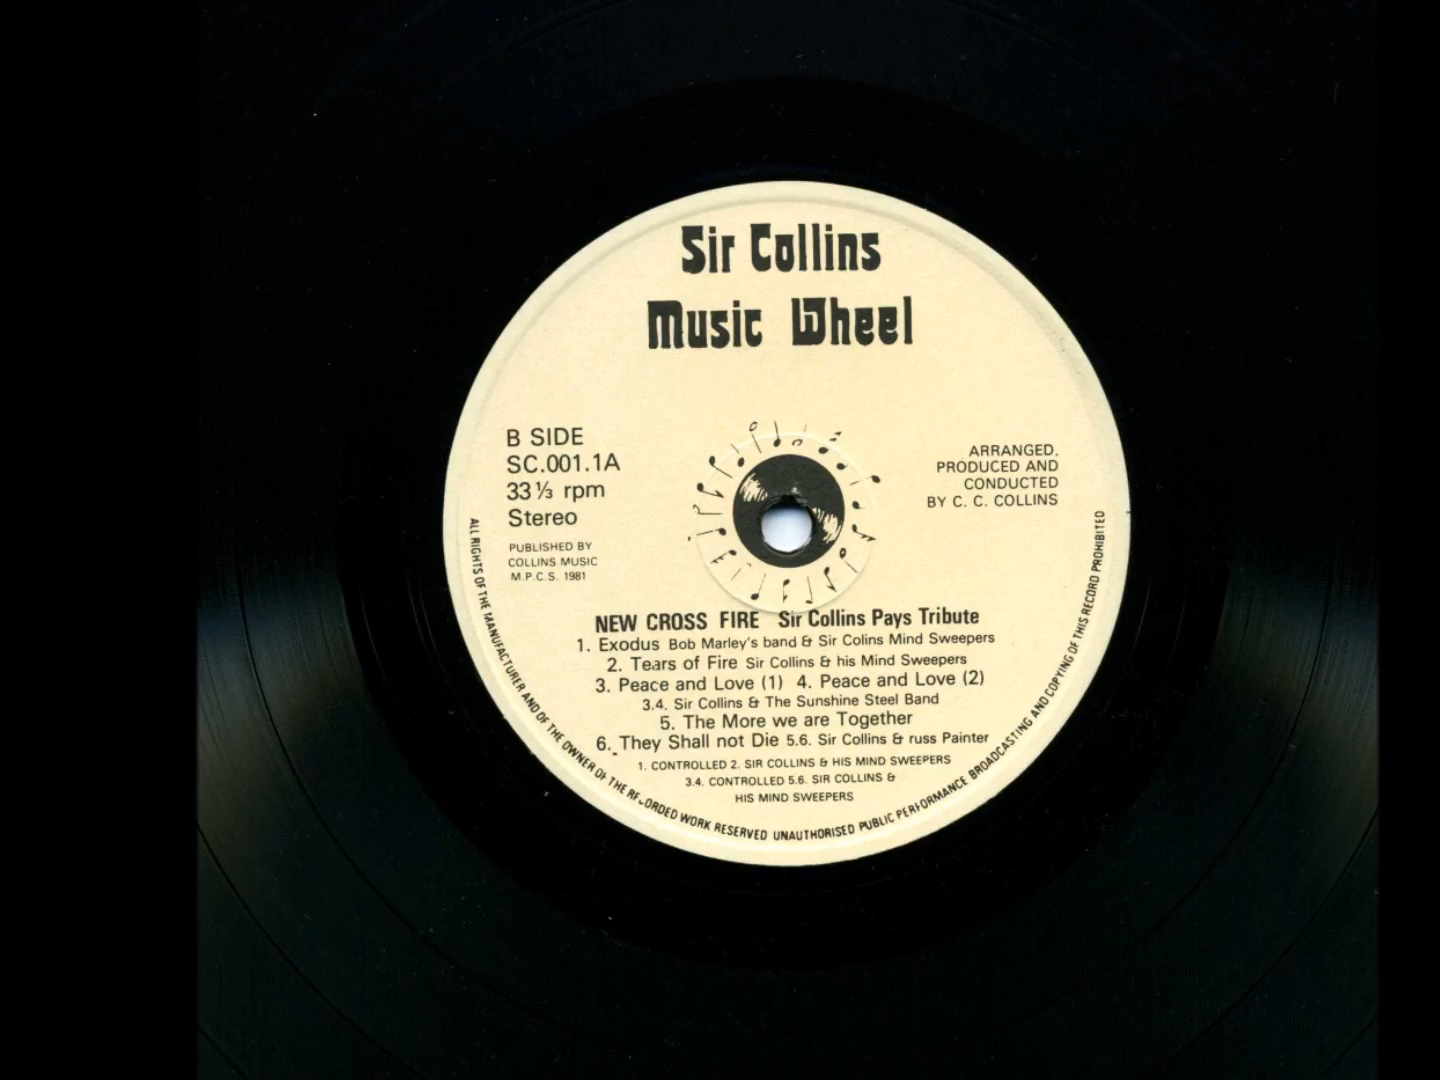 Sir Collins
Music Wheel
B SIDE
SC.001.1A
33⅓ rpm
Stereo
PUBLISHED BY
COLLINS MUSIC
M.P.C.S. 1981
ARRANGED,
PRODUCED AND
CONDUCTED
BY C. C. COLLINS
NEW CROSS FIRE Sir Collins Pays Tribute
1. Exodus Bob Marley's band & Sir Colins Mind Sweepers
2. Tears of Fire Sir Collins & his Mind Sweepers
3. Peace and Love (1) 4. Peace and Love (2)
3.4. Sir Collins & The Sunshine Steel Band
5. The More we are Together
6. They Shall not Die 5.6. Sir Collins & russ Painter
1. CONTROLLED 2. SIR COLLINS & HIS MIND SWEEPERS
3.4. CONTROLLED 5.6. SIR COLLINS &
HIS MIND SWEEPERS
ALL RIGHTS OF THE MANUFACTURER AND OF THE OWNER OF THE RECORDED WORK RESERVED UNAUTHORISED PUBLIC PERFORMANCE BROADCASTING AND COPYING OF THIS RECORD PROHIBITED